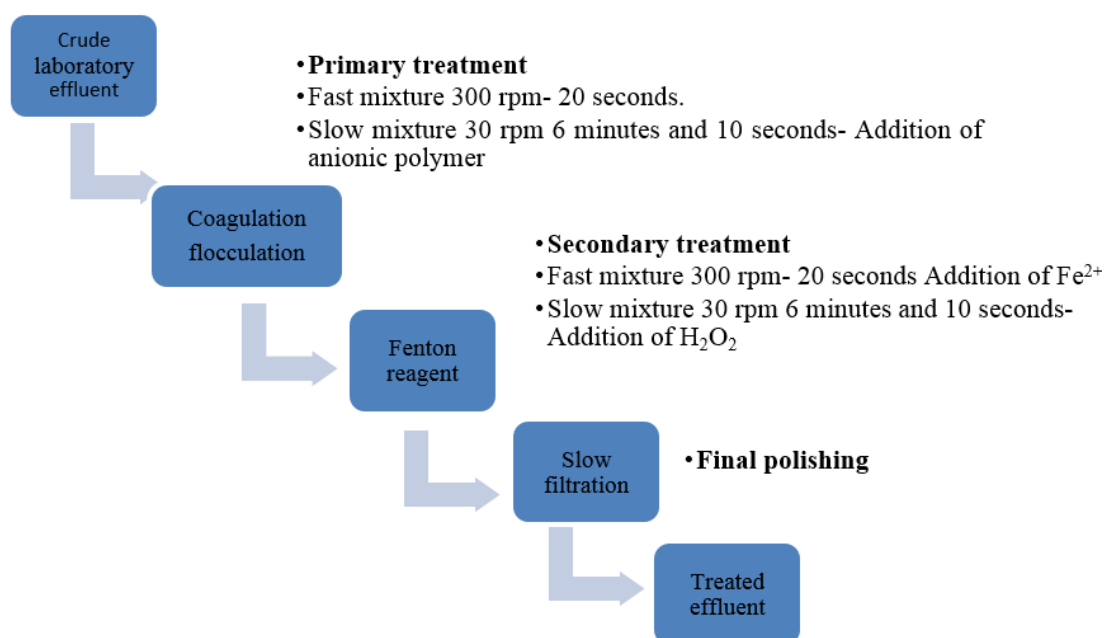 Crude
laboratory
effluent
•Primary treatment
•Fast mixture 300 rpm- 20 seconds.
•Slow mixture 30 rpm 6 minutes and 10 seconds- Addition of
anionic polymer
Coagulation
flocculation
•Secondary treatment
•Fast mixture 300 rpm- 20 seconds Addition of Fe²⁺
•Slow mixture 30 rpm 6 minutes and 10 seconds-
Addition of H₂O₂
Fenton
reagent
Slow
filtration
•Final polishing
Treated
effluent